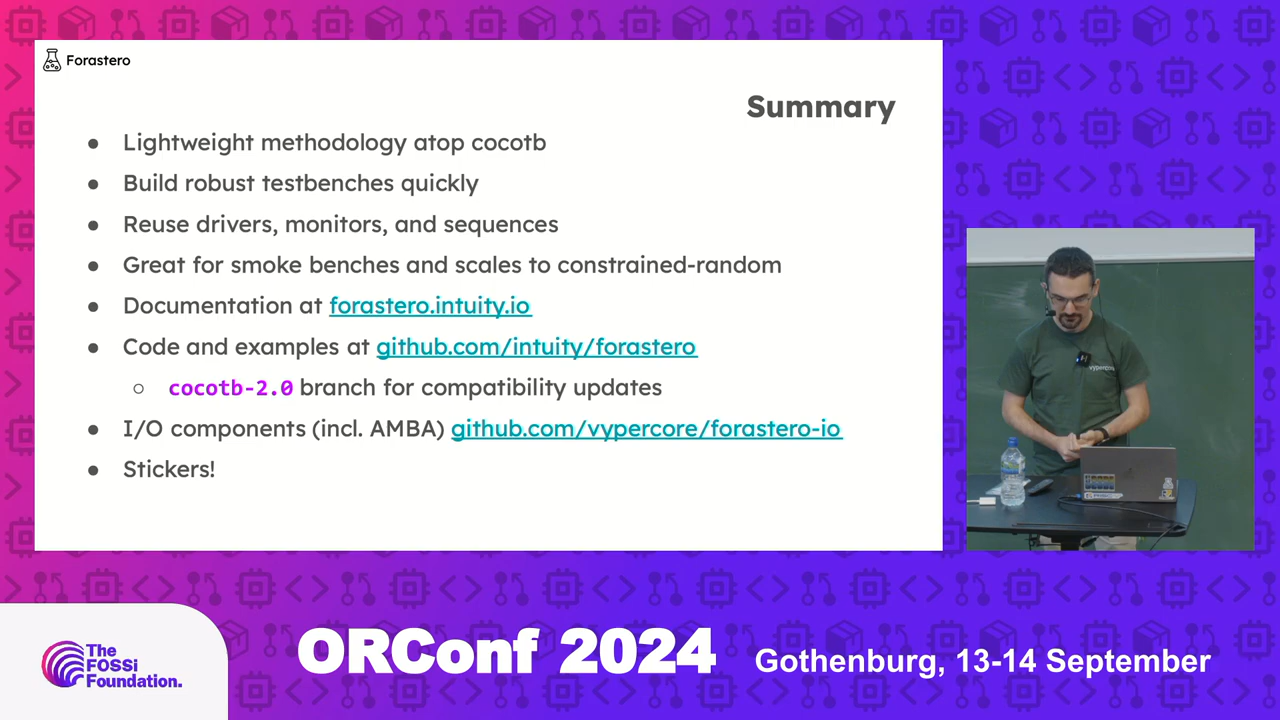 Forastero
Summary
● Lightweight methodology atop cocotb
● Build robust testbenches quickly
● Reuse drivers, monitors, and sequences
● Great for smoke benches and scales to constrained-random
● Documentation at forastero.intuity.io
● Code and examples at github.com/intuity/forastero
○ cocotb-2.0 branch for compatibility updates
● I/O components (incl. AMBA) github.com/vypercore/forastero-io
● Stickers!
vypercore
The
FOSSi
Foundation.
ORConf 2024
Gothenburg, 13-14 September